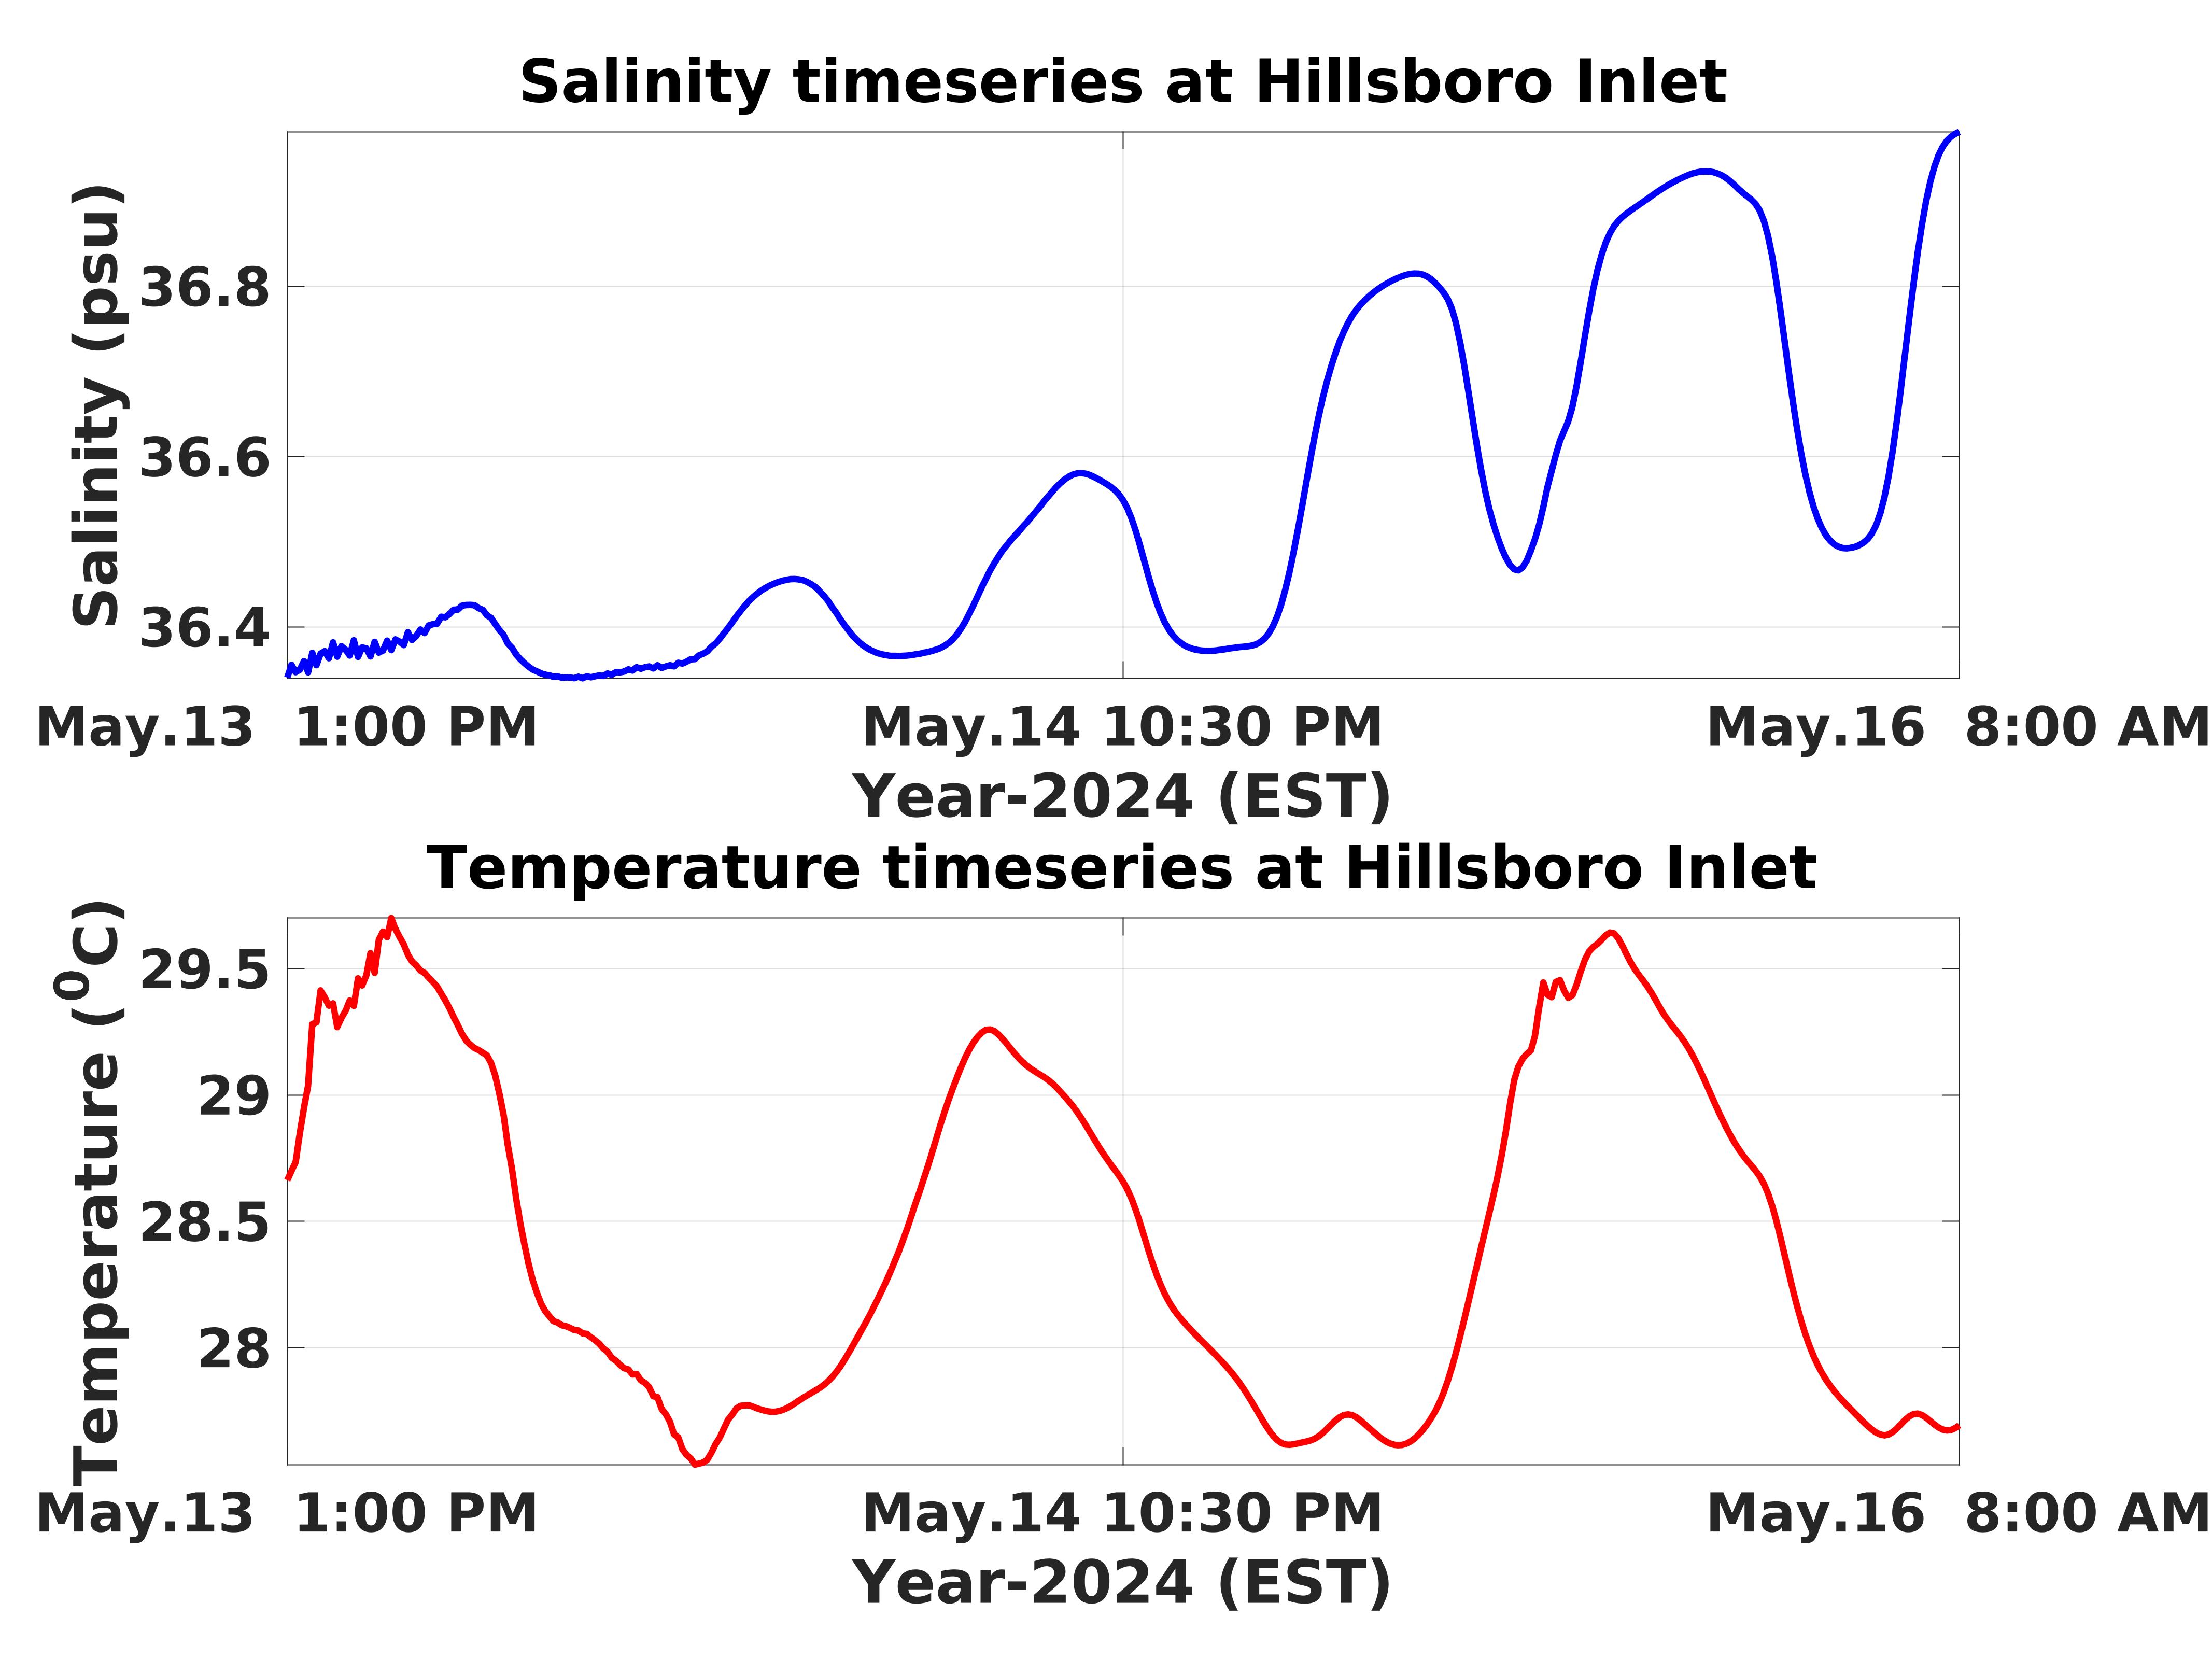 Salinity timeseries at Hillsboro Inlet
Salinity (psu)
36.8
36.6
36.4
May.13  1:00 PM
May.14 10:30 PM
May.16  8:00 AM
Year-2024 (EST)
Temperature timeseries at Hillsboro Inlet
Temperature (⁰C)
29.5
29
28.5
28
May.13  1:00 PM
May.14 10:30 PM
May.16  8:00 AM
Year-2024 (EST)